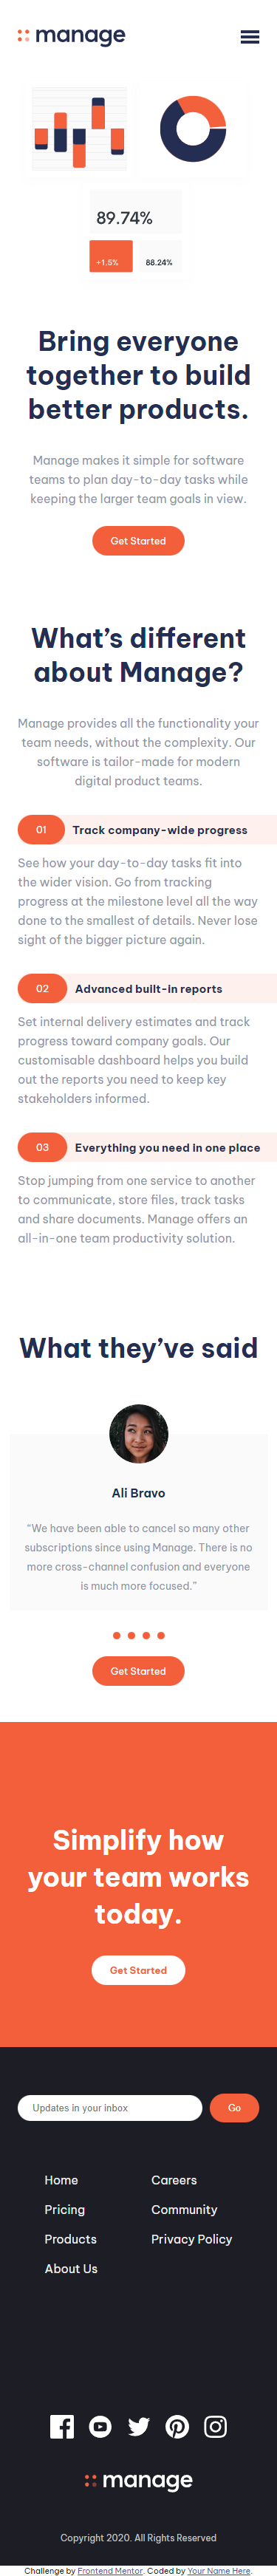 manage
89.74%
+1.5%
88.24%
Bring everyone
together to build
better products.
Manage makes it simple for software
teams to plan day-to-day tasks while
keeping the larger team goals in view.
Get Started
What’s different
about Manage?
Manage provides all the functionality your
team needs, without the complexity. Our
software is tailor-made for modern
digital product teams.
01 Track company-wide progress
See how your day-to-day tasks fit into
the wider vision. Go from tracking
progress at the milestone level all the way
done to the smallest of details. Never lose
sight of the bigger picture again.
02 Advanced built-in reports
Set internal delivery estimates and track
progress toward company goals. Our
customisable dashboard helps you build
out the reports you need to keep key
stakeholders informed.
03 Everything you need in one place
Stop jumping from one service to another
to communicate, store files, track tasks
and share documents. Manage offers an
all-in-one team productivity solution.
What they’ve said
Ali Bravo
“We have been able to cancel so many other
subscriptions since using Manage. There is no
more cross-channel confusion and everyone
is much more focused.”
Get Started
Simplify how
your team works
today.
Get Started
Updates in your inbox Go
Home Careers
Pricing Community
Products Privacy Policy
About Us
manage
Copyright 2020. All Rights Reserved
Challenge by Frontend Mentor. Coded by Your Name Here.